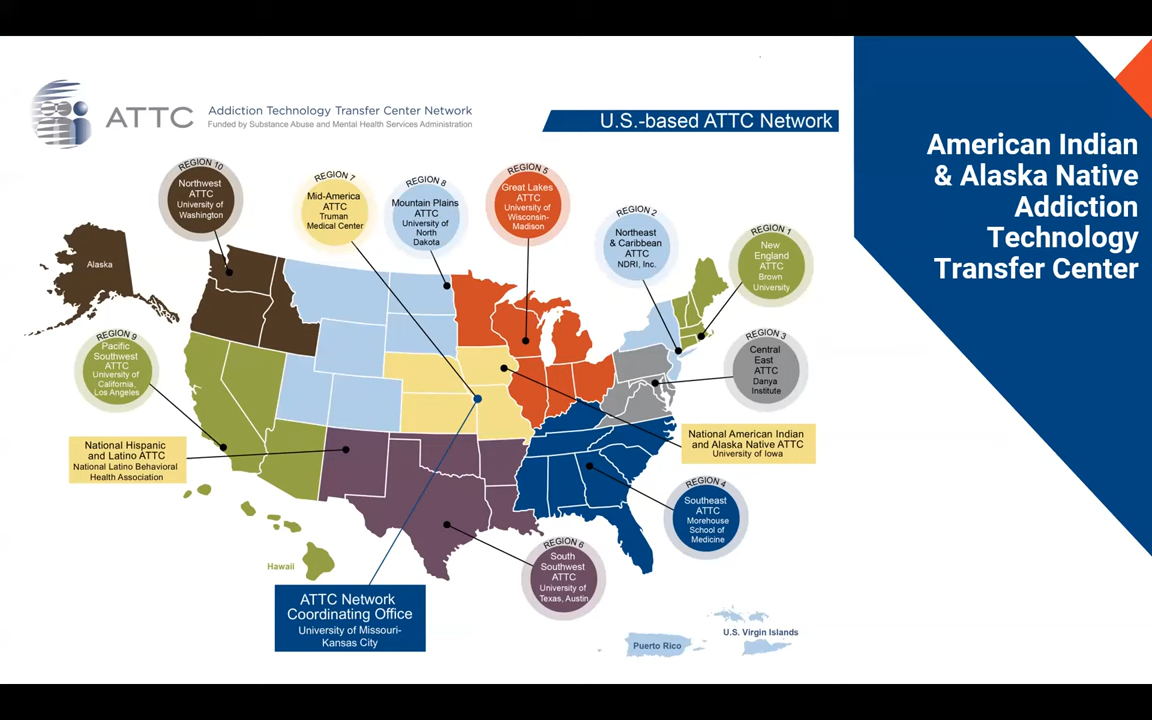 ATTC
Addiction Technology Transfer Center Network
Funded by Substance Abuse and Mental Health Services Administration
U.S.-based ATTC Network
American Indian
& Alaska Native
Addiction
Technology
Transfer Center
REGION 10
Northwest
ATTC
University of
Washington
REGION 7
Mid-America
ATTC
Truman
Medical Center
REGION 8
Mountain Plains
ATTC
University of
North
Dakota
REGION 5
Great Lakes
ATTC
University of
Wisconsin-
Madison
REGION 2
Northeast
& Caribbean
ATTC
NDRI, Inc.
REGION 1
New
England
ATTC
Brown
University
Alaska
REGION 9
Pacific
Southwest
ATTC
University of
California,
Los Angeles
REGION 3
Central
East
ATTC
Danya
Institute
National Hispanic
and Latino ATTC
National Latino Behavioral
Health Association
National American Indian
and Alaska Native ATTC
University of Iowa
REGION 4
Southeast
ATTC
Morehouse
School of
Medicine
REGION 6
South
Southwest
ATTC
University of
Texas, Austin
Hawaii
ATTC Network
Coordinating Office
University of Missouri-
Kansas City
U.S. Virgin Islands
Puerto Rico